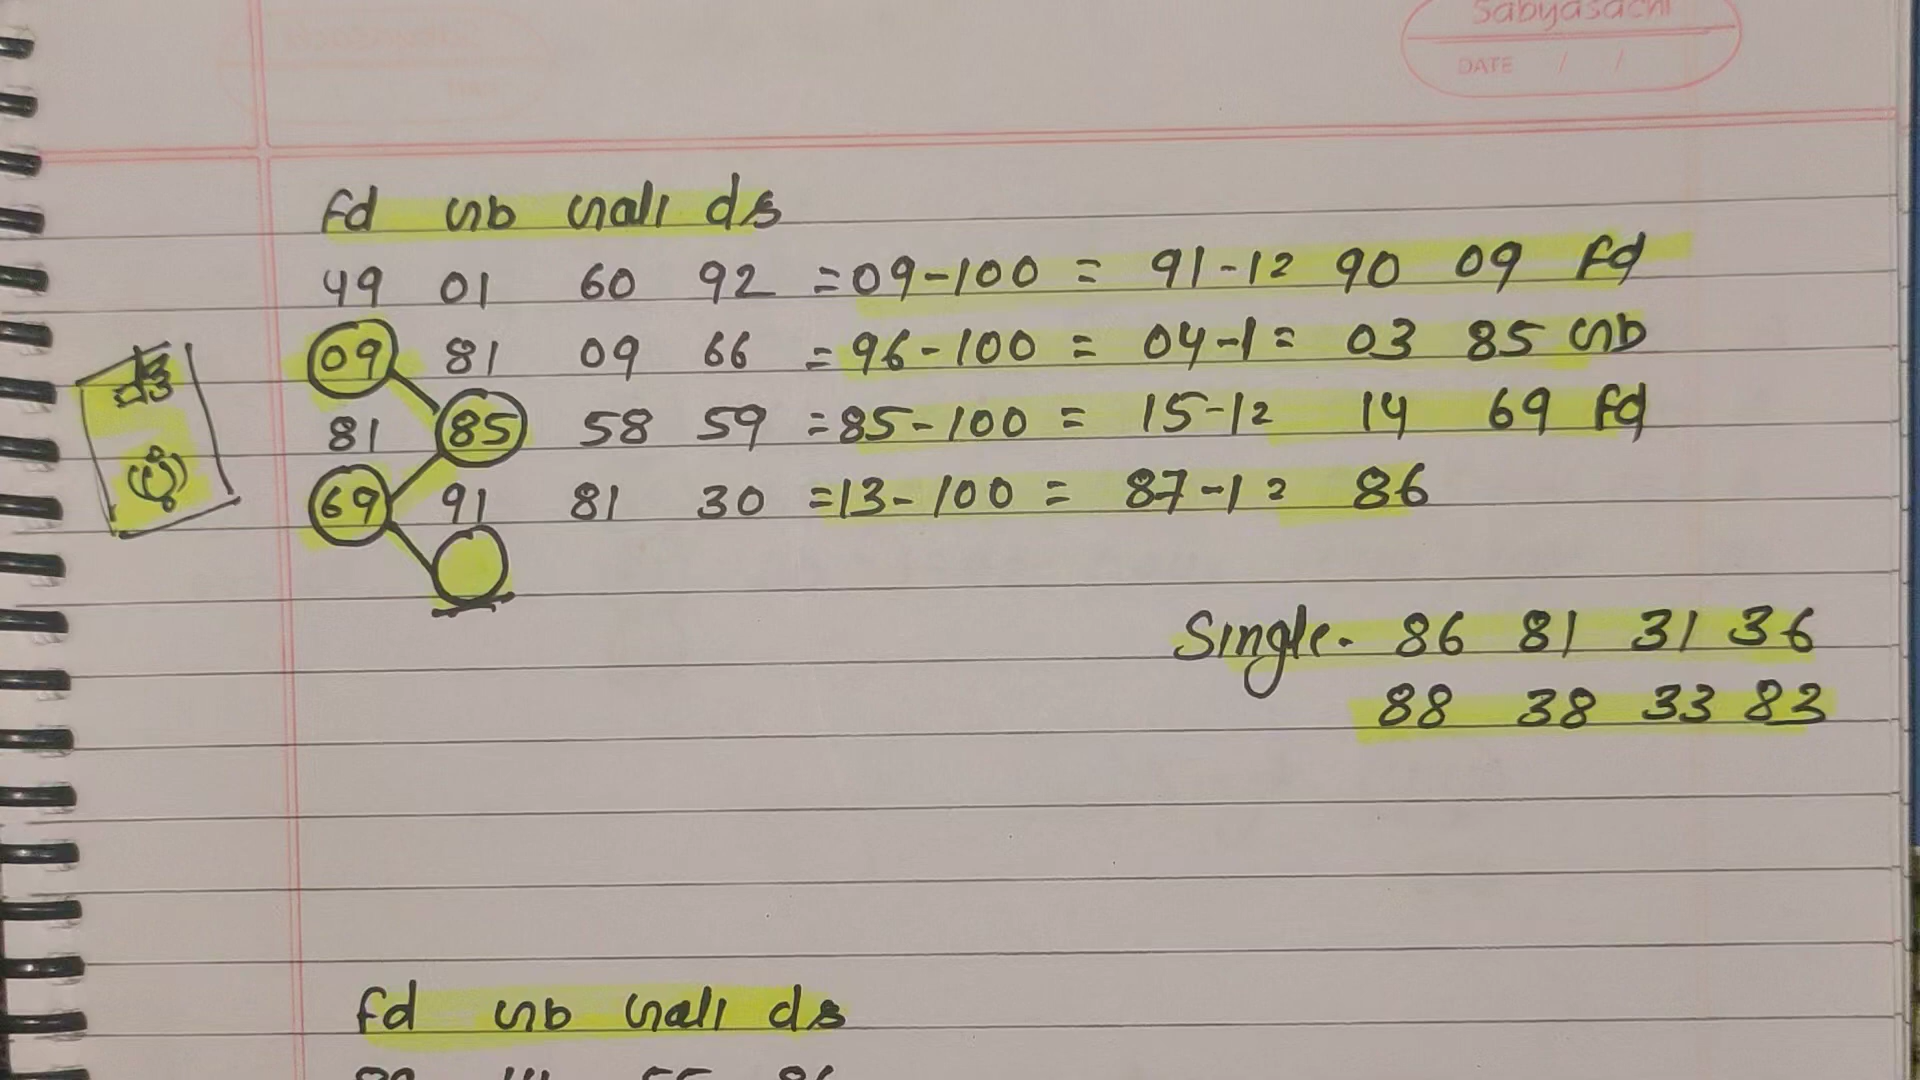 Sabyasachi
DATE / /
fd gb gali ds
49 01 60 92 = 09-100 = 91-1= 90 09 fd
09 81 09 66 = 96-100 = 04-1= 03 85 gb
81 85 58 59 = 85-100 = 15-1= 14 69 fd
69 91 81 30 = 13-100 = 87-1= 86
Single. 86 81 31 36
88 38 33 83
fd gb gali ds